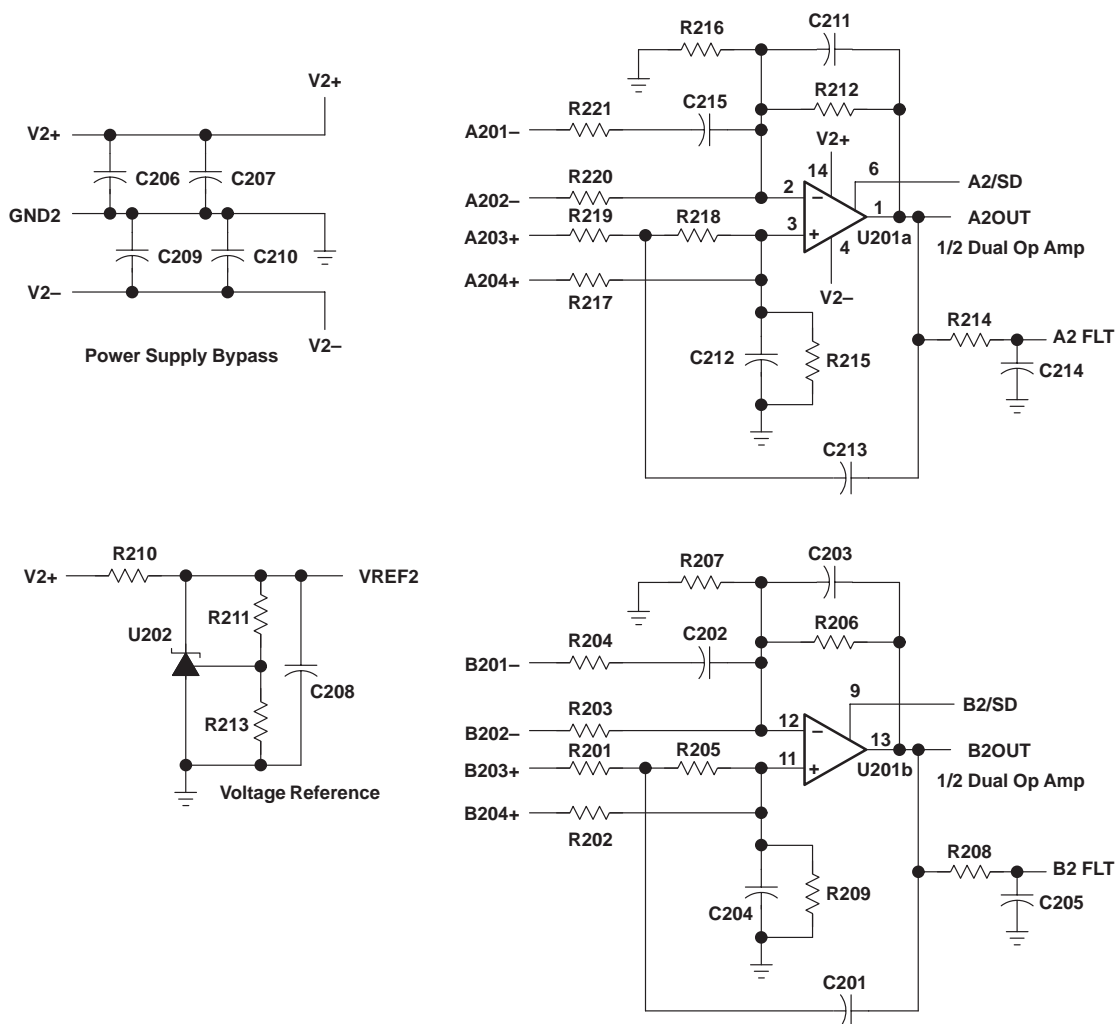 V2+
V2+
C206
C207
GND2
C209
C210
V2–
V2–
Power Supply Bypass
R216
C211
R221
C215
R212
A201–
V2+
14
6
A2/SD
R220
A202–
2
–
R219
R218
1
A2OUT
A203+
3
+
U201a
4
1/2 Dual Op Amp
A204+
R217
V2–
R214
A2 FLT
C212
R215
C214
C213
R210
V2+
VREF2
R211
U202
C208
R213
Voltage Reference
R207
C203
R204
C202
R206
B201–
9
B2/SD
R203
B202–
12
–
R201
R205
13
B2OUT
B203+
11
+
U201b
1/2 Dual Op Amp
B204+
R202
R208
B2 FLT
C204
R209
C205
C201